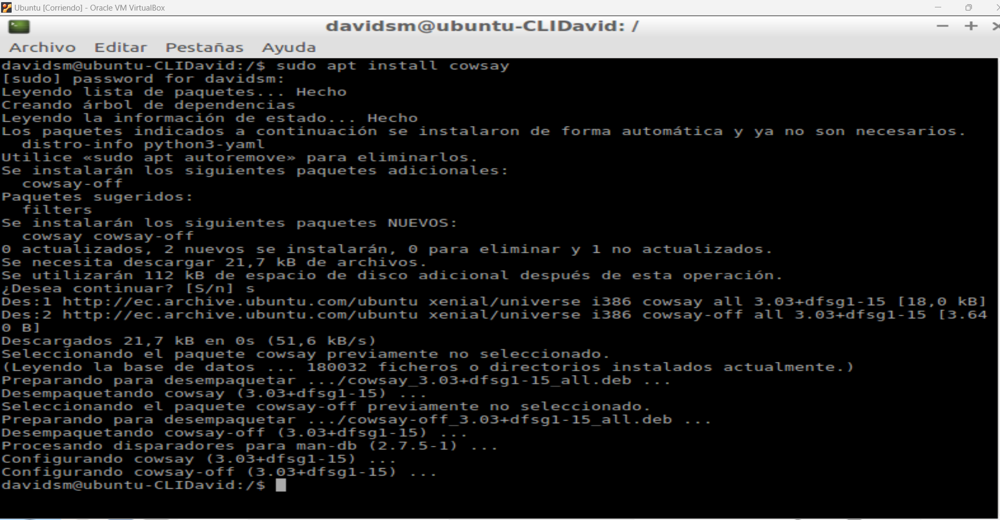 Ubuntu [Corriendo] - Oracle VM VirtualBox
davidsm@ubuntu-CLIDavid: /
Archivo Editar Pestañas Ayuda
davidsm@ubuntu-CLIDavid:/$ sudo apt install cowsay
[sudo] password for davidsm:
Leyendo lista de paquetes... Hecho
Creando árbol de dependencias
Leyendo la información de estado... Hecho
Los paquetes indicados a continuación se instalaron de forma automática y ya no son necesarios.
  distro-info python3-yaml
Utilice «sudo apt autoremove» para eliminarlos.
Se instalarán los siguientes paquetes adicionales:
  cowsay-off
Paquetes sugeridos:
  filters
Se instalarán los siguientes paquetes NUEVOS:
  cowsay cowsay-off
0 actualizados, 2 nuevos se instalarán, 0 para eliminar y 1 no actualizados.
Se necesita descargar 21,7 kB de archivos.
Se utilizarán 112 kB de espacio de disco adicional después de esta operación.
¿Desea continuar? [S/n] s
Des:1 http://ec.archive.ubuntu.com/ubuntu xenial/universe i386 cowsay all 3.03+dfsg1-15 [18,0 kB]
Des:2 http://ec.archive.ubuntu.com/ubuntu xenial/universe i386 cowsay-off all 3.03+dfsg1-15 [3.64
0 B]
Descargados 21,7 kB en 0s (51,6 kB/s)
Seleccionando el paquete cowsay previamente no seleccionado.
(Leyendo la base de datos ... 180032 ficheros o directorios instalados actualmente.)
Preparando para desempaquetar .../cowsay_3.03+dfsg1-15_all.deb ...
Desempaquetando cowsay (3.03+dfsg1-15) ...
Seleccionando el paquete cowsay-off previamente no seleccionado.
Preparando para desempaquetar .../cowsay-off_3.03+dfsg1-15_all.deb ...
Desempaquetando cowsay-off (3.03+dfsg1-15) ...
Procesando disparadores para man-db (2.7.5-1) ...
Configurando cowsay (3.03+dfsg1-15) ...
Configurando cowsay-off (3.03+dfsg1-15) ...
davidsm@ubuntu-CLIDavid:/$